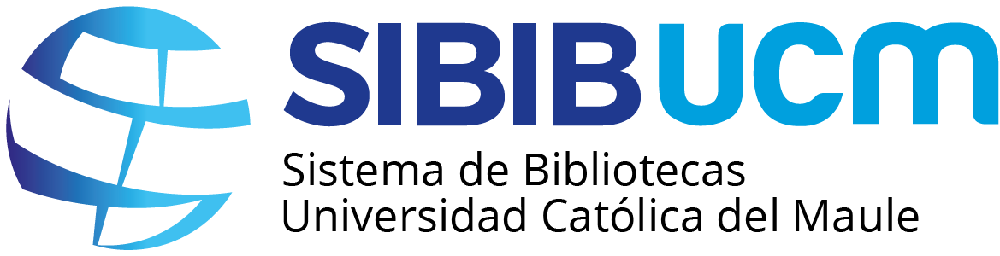 SIBIBUCM
Sistema de Bibliotecas
Universidad Católica del Maule